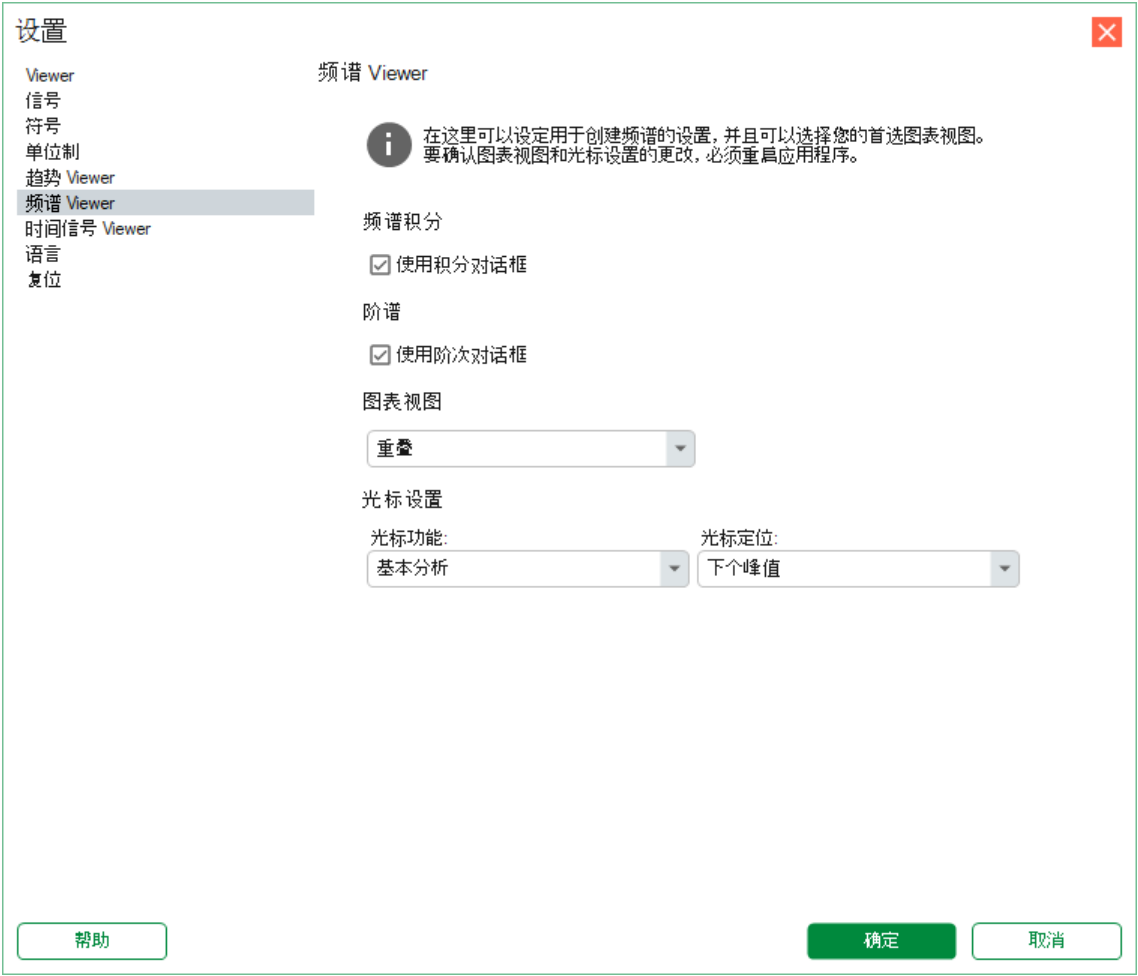 设置
Viewer
信号
符号
单位制
趋势 Viewer
频谱 Viewer
时间信号 Viewer
语言
复位
频谱 Viewer
在这里可以设定用于创建频谱的设置, 并且可以选择您的首选图表视图。
要确认图表视图和光标设置的更改, 必须重启应用程序。
频谱积分
使用积分对话框
阶谱
使用阶次对话框
图表视图
重叠
光标设置
光标功能: 光标定位:
基本分析 下个峰值
帮助 确定 取消